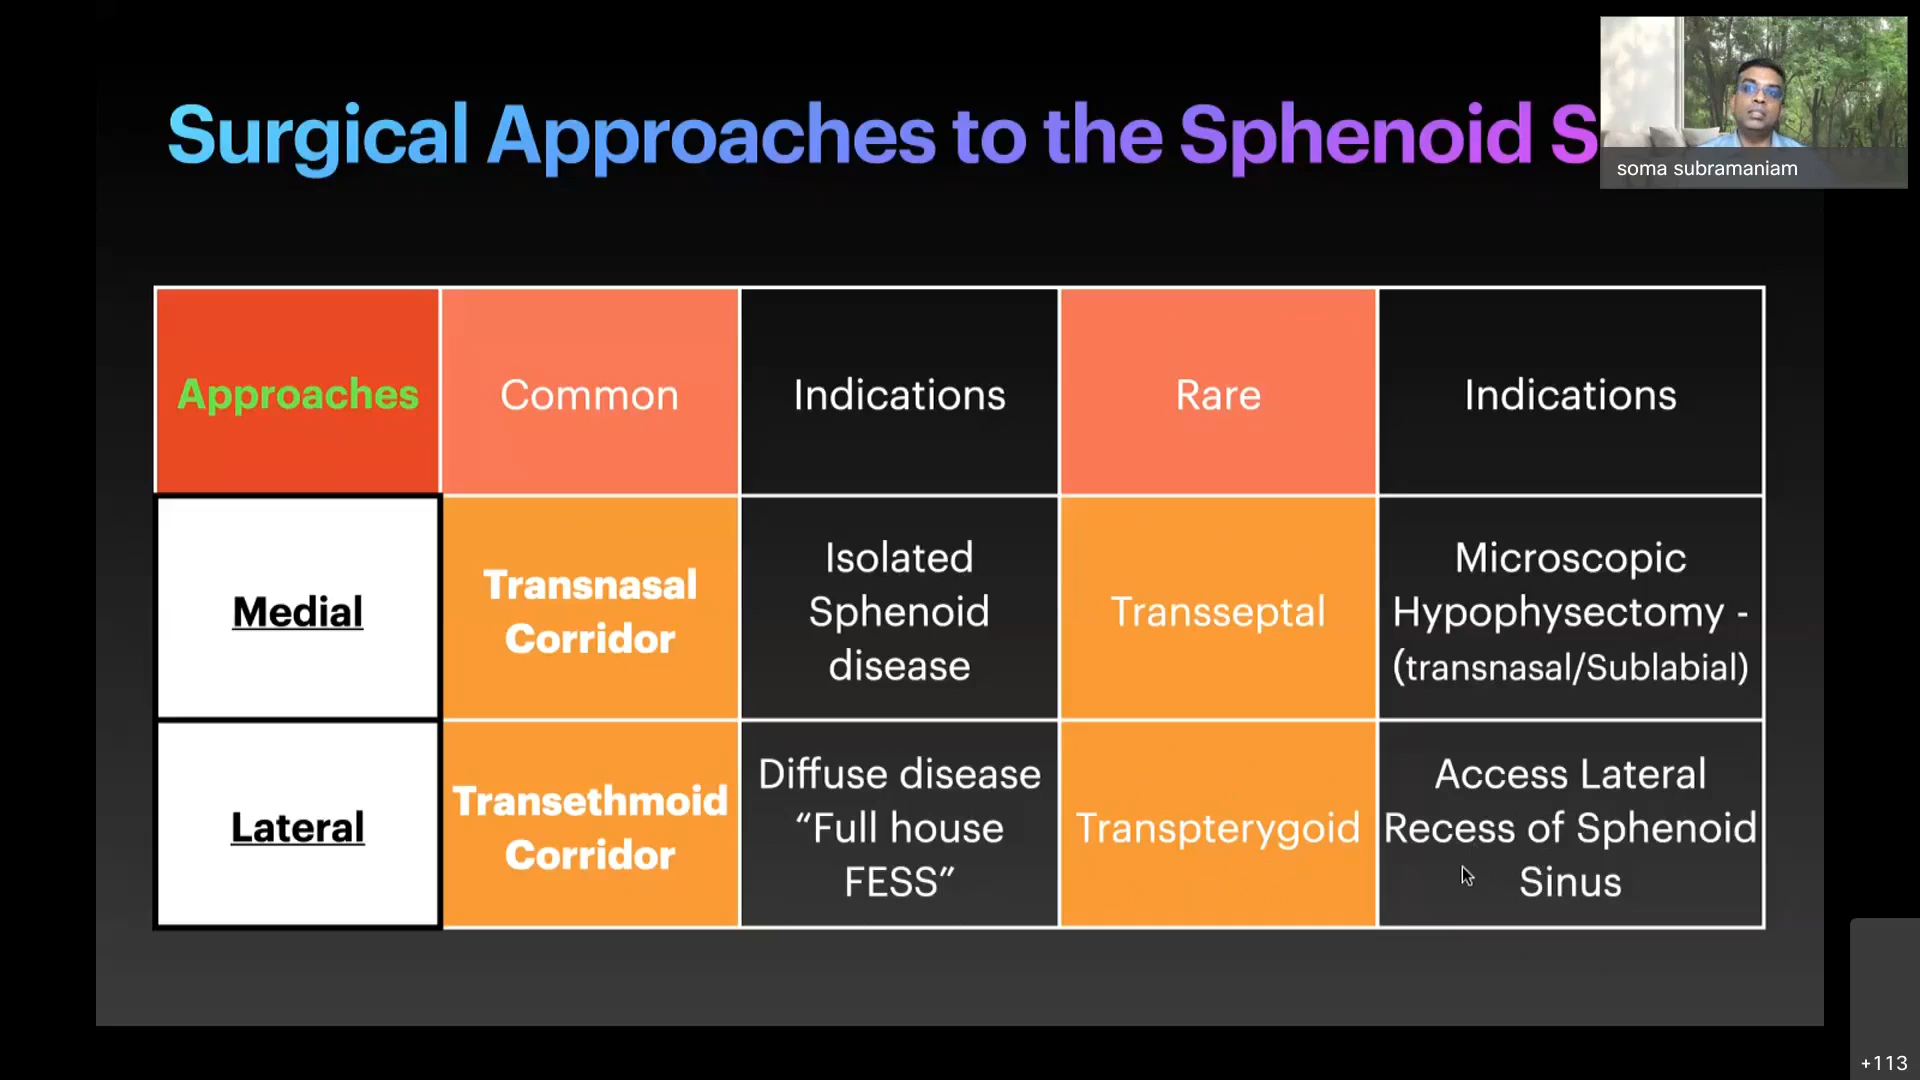 Surgical Approaches to the Sphenoid S
soma subramaniam
Approaches
Common
Indications
Rare
Indications
Medial
Transnasal
Corridor
Isolated
Sphenoid
disease
Transseptal
Microscopic
Hypophysectomy -
(transnasal/Sublabial)
Lateral
Transethmoid
Corridor
Diffuse disease
“Full house
FESS”
Transpterygoid
Access Lateral
Recess of Sphenoid
Sinus
+113